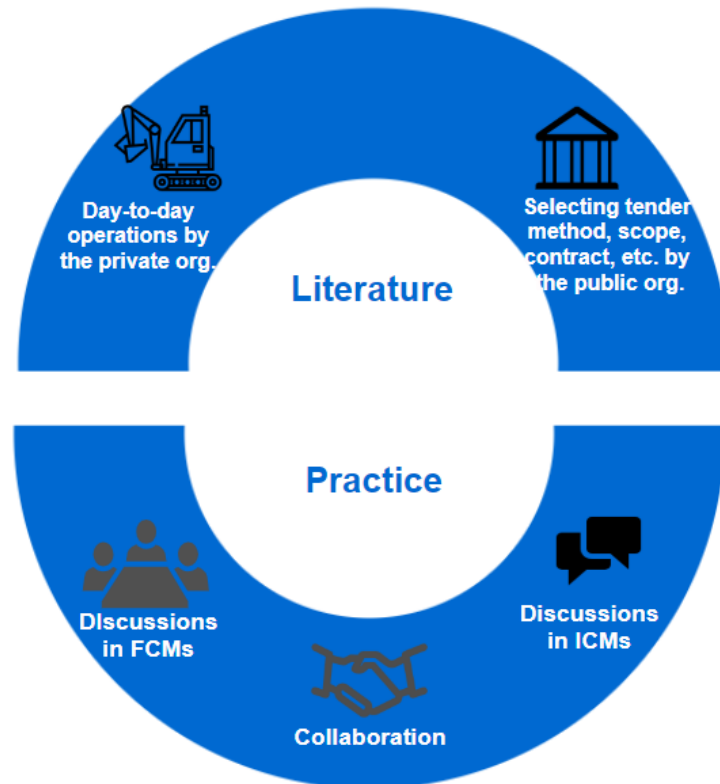 Day-to-day
operations by
the private org.
Selecting tender
method, scope,
contract, etc. by
the public org.
Literature
Practice
DIscussions
in FCMs
Discussions
in ICMs
Collaboration